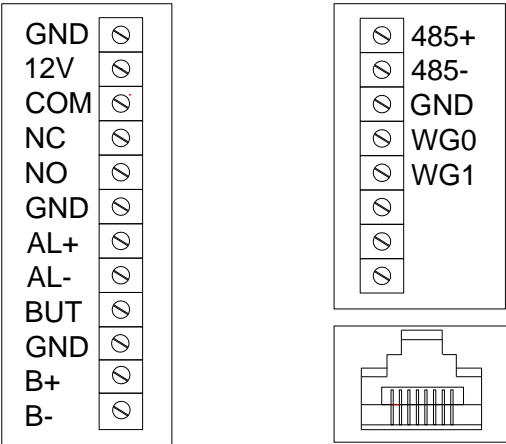 GND
12V
COM
NC
NO
GND
AL+
AL-
BUT
GND
B+
B-
485+
485-
GND
WG0
WG1